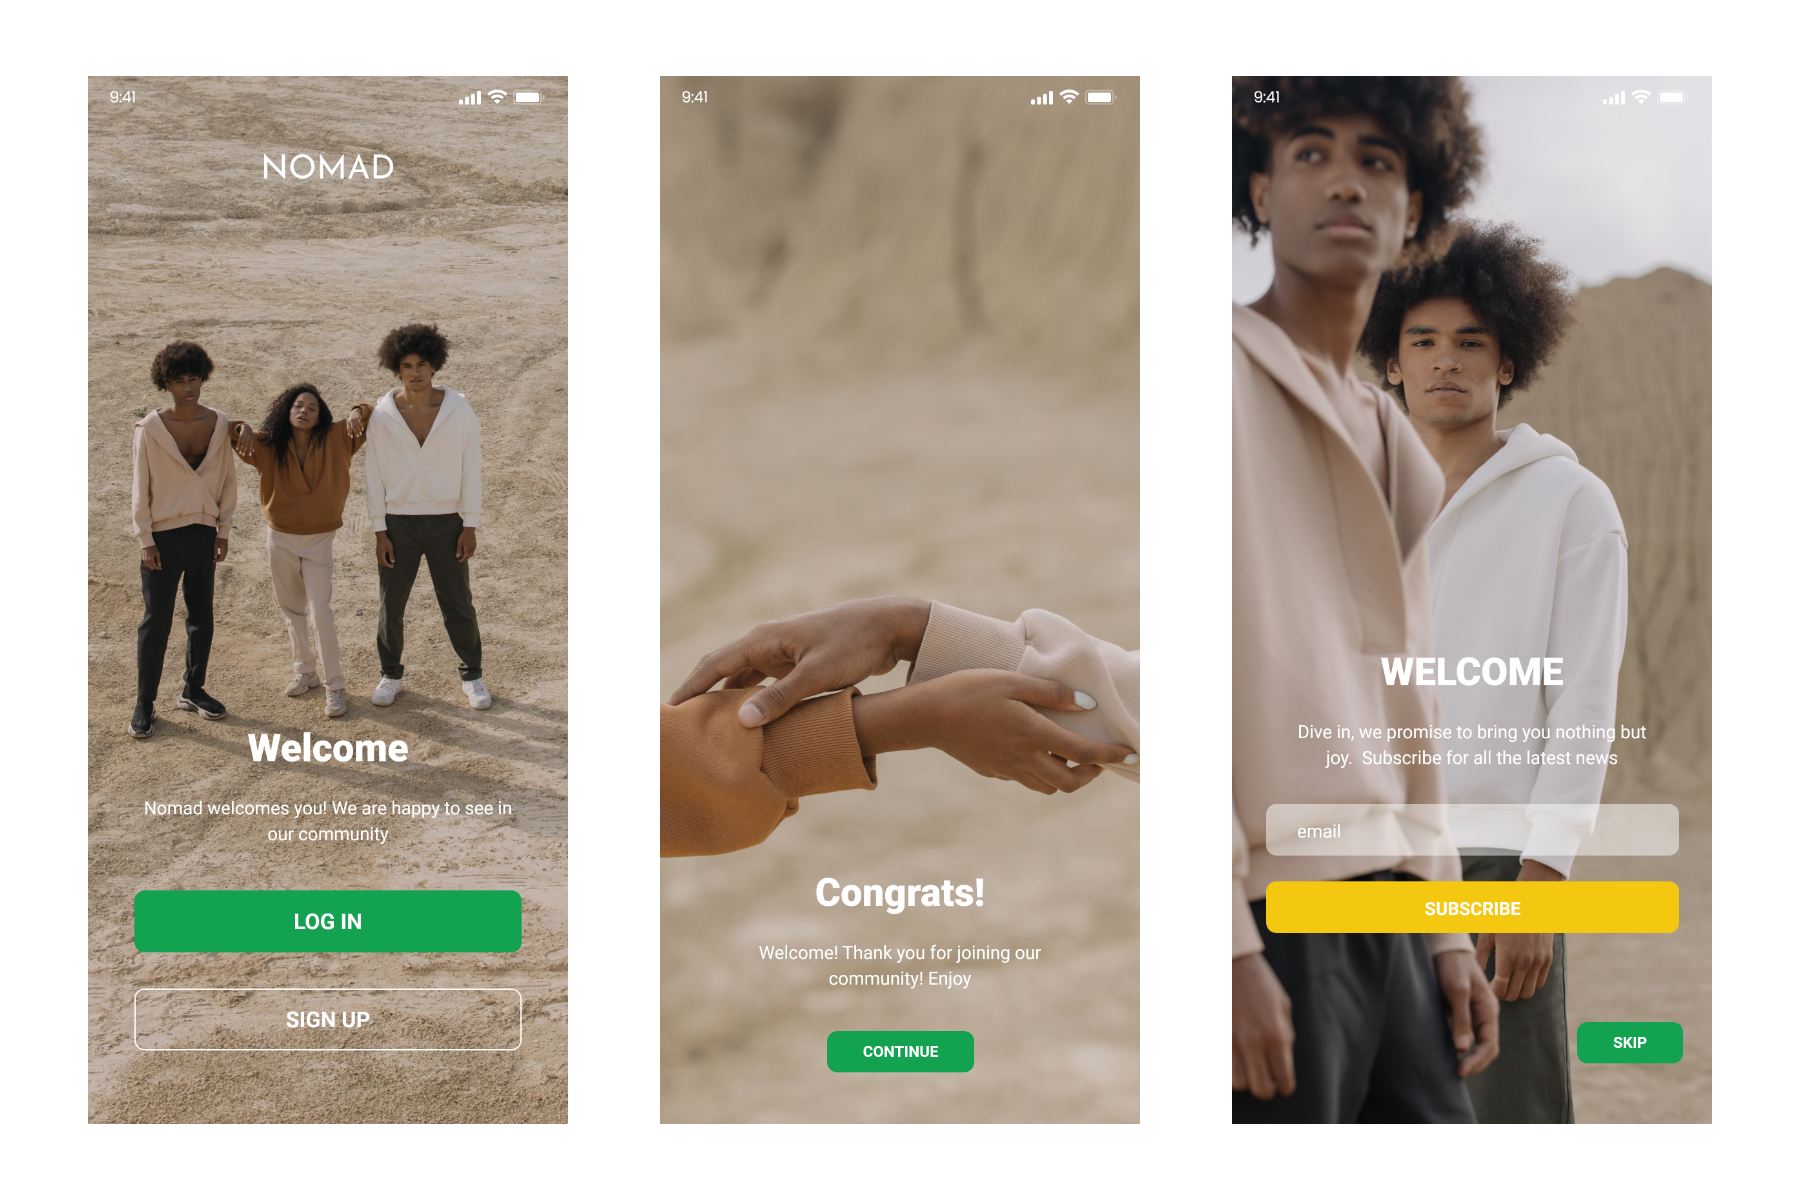 9:41
NOMAD
Welcome
Nomad welcomes you! We are happy to see in
our community
LOG IN
SIGN UP
9:41
Congrats!
Welcome! Thank you for joining our
community! Enjoy
CONTINUE
9:41
WELCOME
Dive in, we promise to bring you nothing but
joy.  Subscribe for all the latest news
email
SUBSCRIBE
SKIP